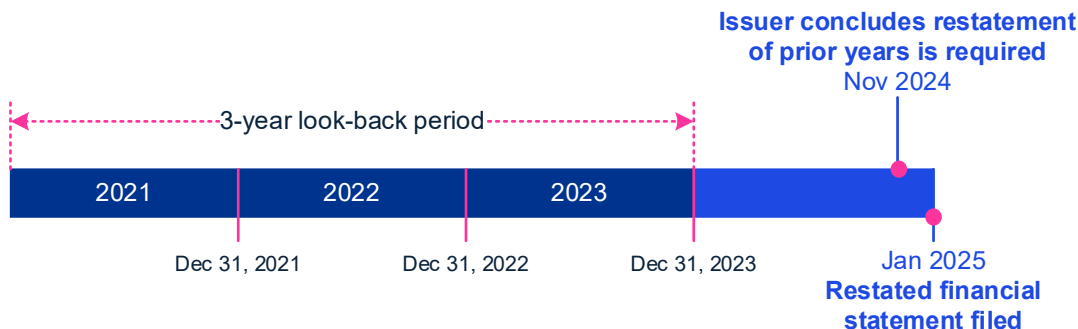 Issuer concludes restatement
of prior years is required
Nov 2024
3-year look-back period
2021
2022
2023
Dec 31, 2021
Dec 31, 2022
Dec 31, 2023
Jan 2025
Restated financial
statement filed